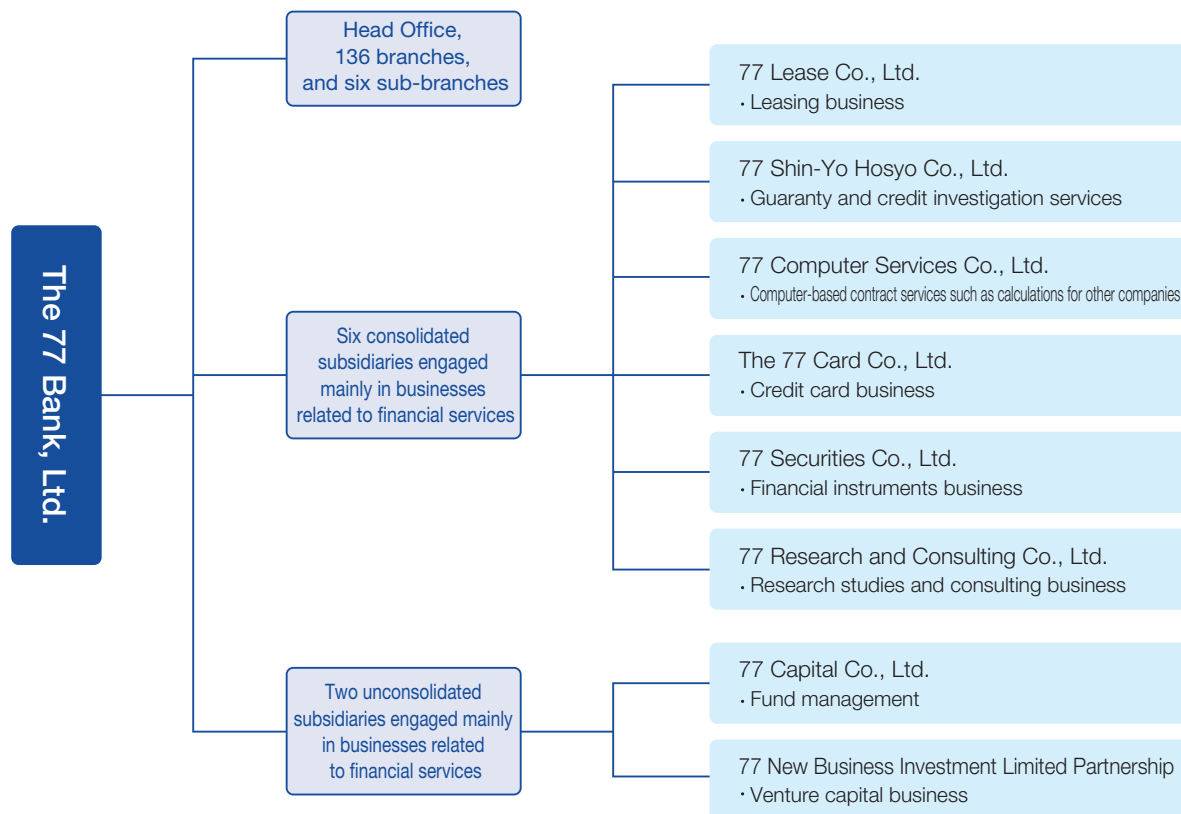 The 77 Bank, Ltd.
Head Office,
136 branches,
and six sub-branches
Six consolidated
subsidiaries engaged
mainly in businesses
related to financial services
77 Lease Co., Ltd.
・Leasing business
77 Shin-Yo Hosyo Co., Ltd.
・Guaranty and credit investigation services
77 Computer Services Co., Ltd.
・Computer-based contract services such as calculations for other companies
The 77 Card Co., Ltd.
・Credit card business
77 Securities Co., Ltd.
・Financial instruments business
77 Research and Consulting Co., Ltd.
・Research studies and consulting business
Two unconsolidated
subsidiaries engaged mainly
in businesses related
to financial services
77 Capital Co., Ltd.
・Fund management
77 New Business Investment Limited Partnership
・Venture capital business